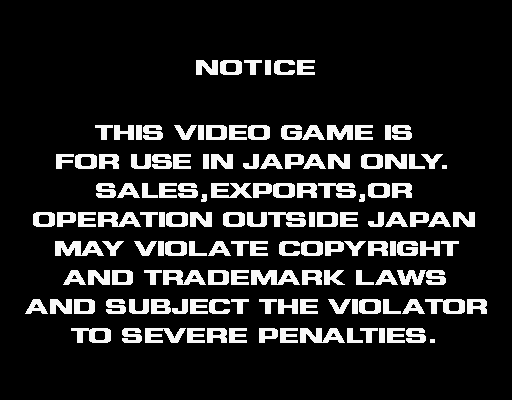 NOTICE
THIS VIDEO GAME IS
FOR USE IN JAPAN ONLY.
SALES,EXPORTS,OR
OPERATION OUTSIDE JAPAN
MAY VIOLATE COPYRIGHT
AND TRADEMARK LAWS
AND SUBJECT THE VIOLATOR
TO SEVERE PENALTIES.